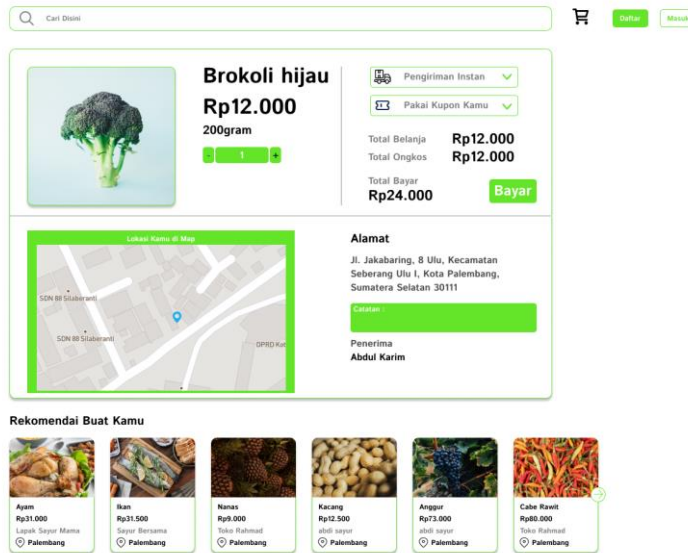 Cari Disini
Daftar
Masuk
Brokoli hijau
Rp12.000
200gram
- 1 +
Pengiriman Instan
Pakai Kupon Kamu
Total Belanja Rp12.000
Total Ongkos Rp12.000
Total Bayar
Rp24.000
Bayar
Lokasi Kamu di Map
SDN 88 Silaberanti
SDN 88 Silaberanti
DPRD Kot
Alamat
Jl. Jakabaring, 8 Ulu, Kecamatan
Seberang Ulu I, Kota Palembang,
Sumatera Selatan 30111
Catatan :
Penerima
Abdul Karim
Rekomendai Buat Kamu
Ayam
Rp31.000
Lapak Sayur Mama
Palembang
Ikan
Rp31.500
Sayur Bersama
Palembang
Nanas
Rp9.000
Toko Rahmad
Palembang
Kacang
Rp12.500
abdi sayur
Palembang
Anggur
Rp73.000
abdi sayur
Palembang
Cabe Rawit
Rp80.000
Toko Rahmad
Palembang